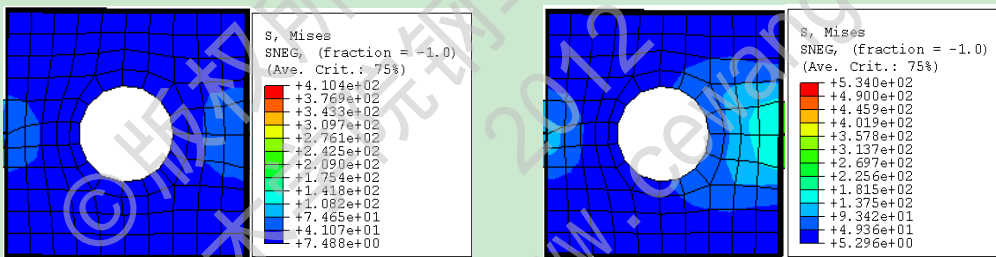 S, Mises
SNEG, (fraction = -1.0)
(Ave. Crit.: 75%)
+4.104e+02
+3.769e+02
+3.433e+02
+3.097e+02
+2.761e+02
+2.425e+02
+2.090e+02
+1.754e+02
+1.418e+02
+1.082e+02
+7.465e+01
+4.107e+01
+7.488e+00
S, Mises
SNEG, (fraction = -1.0)
(Ave. Crit.: 75%)
+5.340e+02
+4.900e+02
+4.459e+02
+4.019e+02
+3.578e+02
+3.137e+02
+2.697e+02
+2.256e+02
+1.815e+02
+1.375e+02
+9.342e+01
+4.936e+01
+5.296e+00
©版权
2012